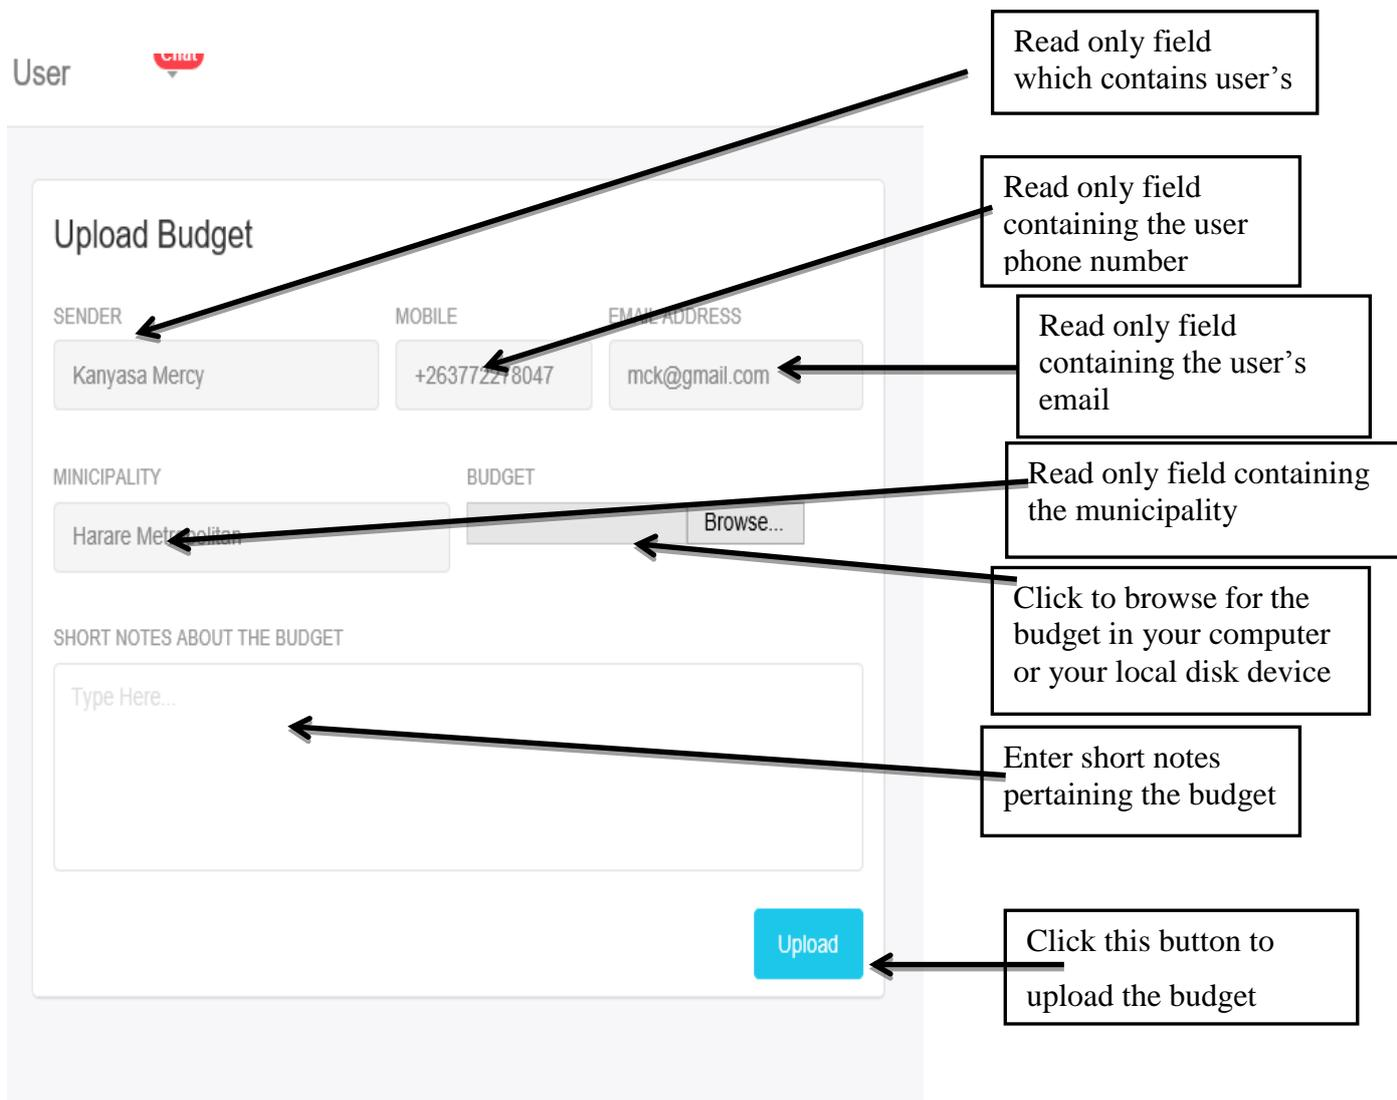 User
Chat
Upload Budget
SENDER
MOBILE
EMAIL ADDRESS
Kanyasa Mercy
+263772278047
mck@gmail.com
MINICIPALITY
BUDGET
Harare Metropolitan
Browse...
SHORT NOTES ABOUT THE BUDGET
Type Here...
Upload
Read only field
which contains user’s
Read only field
containing the user
phone number
Read only field
containing the user’s
email
Read only field containing
the municipality
Click to browse for the
budget in your computer
or your local disk device
Enter short notes
pertaining the budget
Click this button to
upload the budget